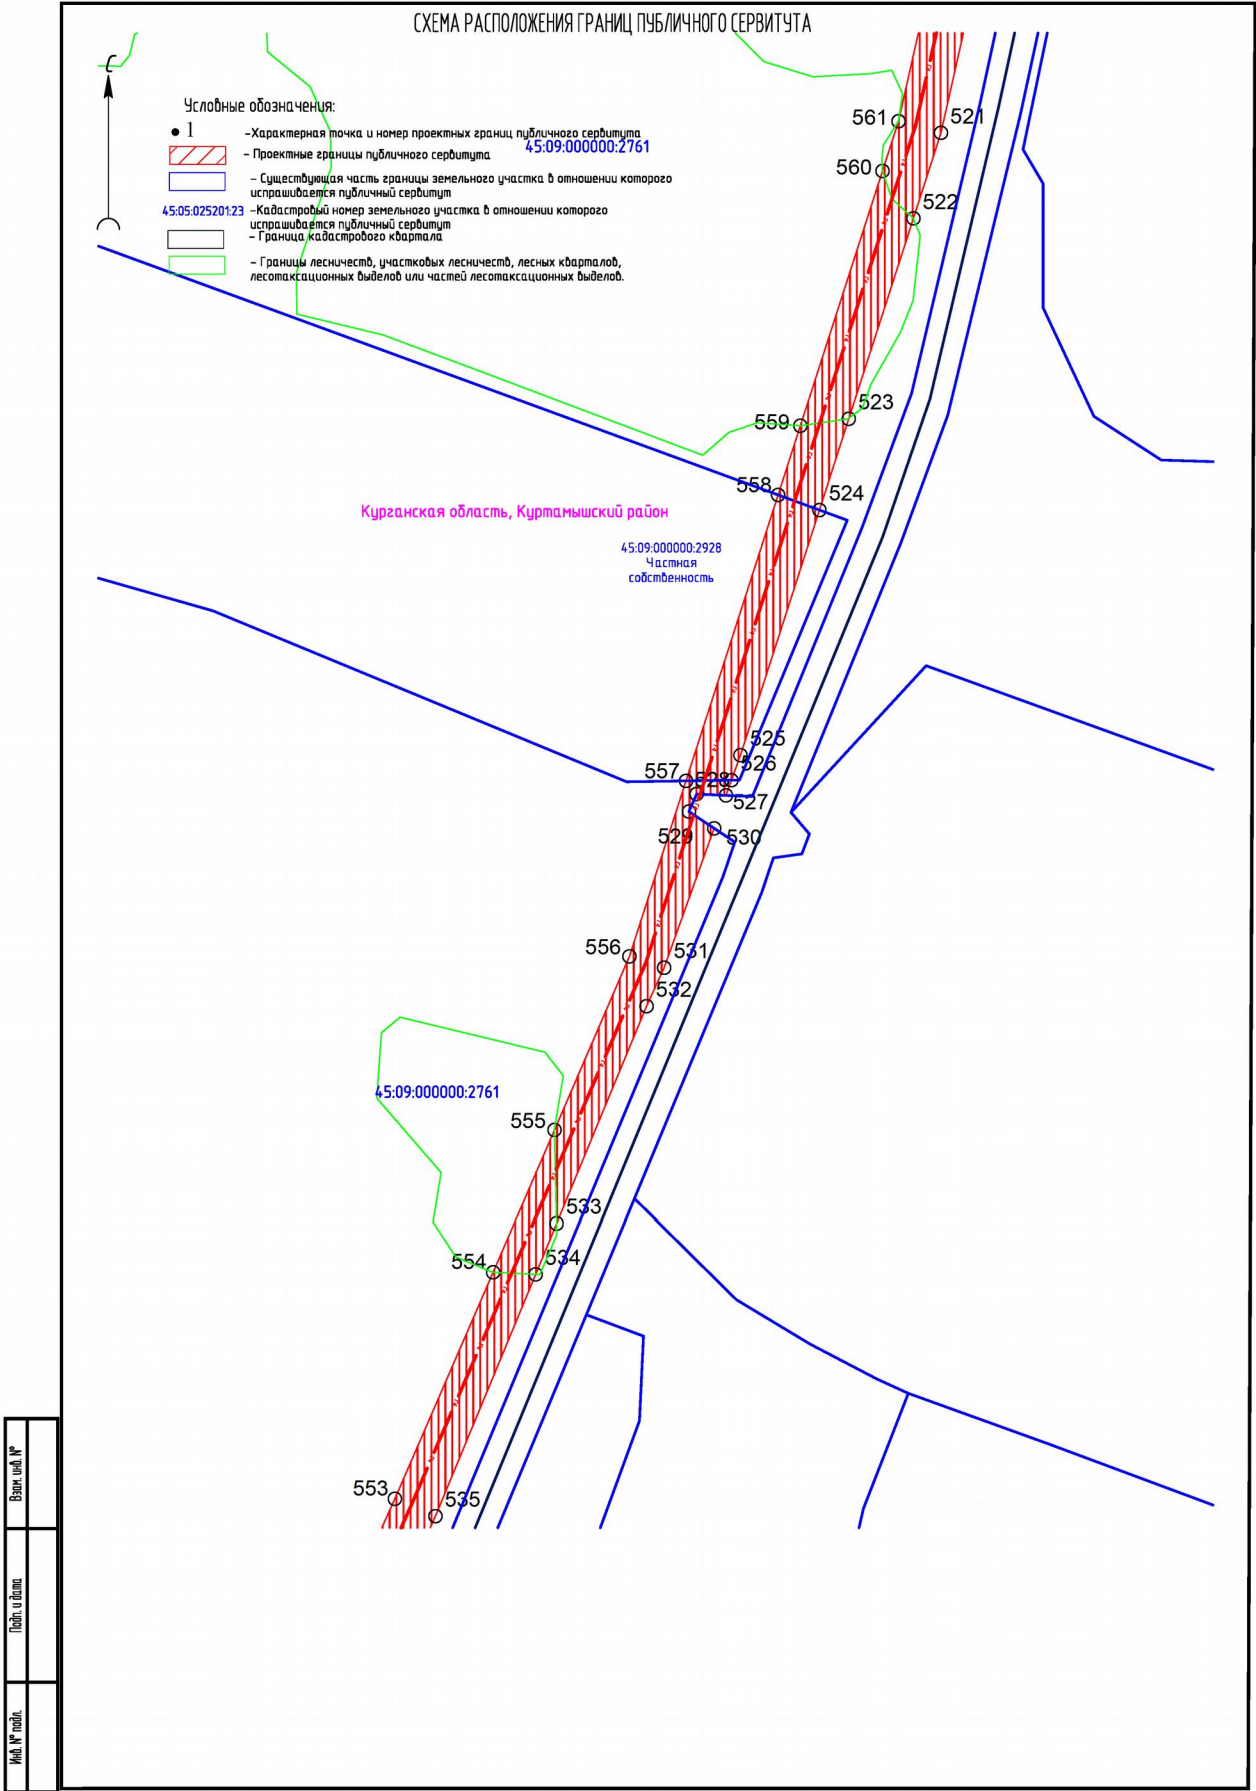 СХЕМА РАСПОЛОЖЕНИЯ ГРАНИЦ ПУБЛИЧНОГО СЕРВИТУТА
С
Условные обозначения:
1 -Характерная точка и номер проектных границ публичного сервитута
45:09:000000:2761
- Проектные границы публичного сервитута
- Существующая часть границы земельного участка в отношении которого
испрашивается публичный сервитут
45:05:025201:23 -Кадастровый номер земельного участка в отношении которого
испрашивается публичный сервитут
- Граница кадастрового квартала
- Границы лесничеств, участковых лесничеств, лесных кварталов,
лесотаксационных выделов или частей лесотаксационных выделов.
561
521
560
522
559
523
558
524
Курганская область, Куртамышский район
45:09:000000:2928
Частная
собственность
525
526
557
528
527
529
530
556
531
532
45:09:000000:2761
555
533
554
534
553
535
Взам. инв. №
Подп. и дата
Инв. № подл.